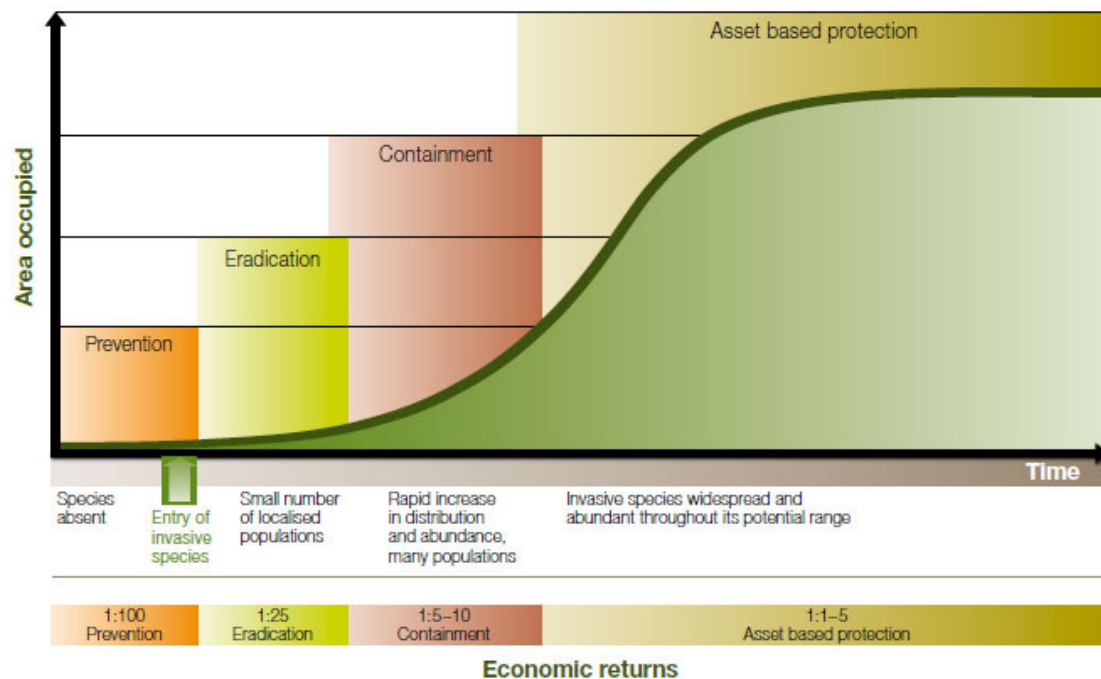 Asset based protection
Containment
Eradication
Prevention
Area occupied
Time
Species
absent
Entry of
invasive
species
Small number
of localised
populations
Rapid increase
in distribution
and abundance,
many populations
Invasive species widespread and
abundant throughout its potential range
1:100
Prevention
1:25
Eradication
1:5–10
Containment
1:1–5
Asset based protection
Economic returns